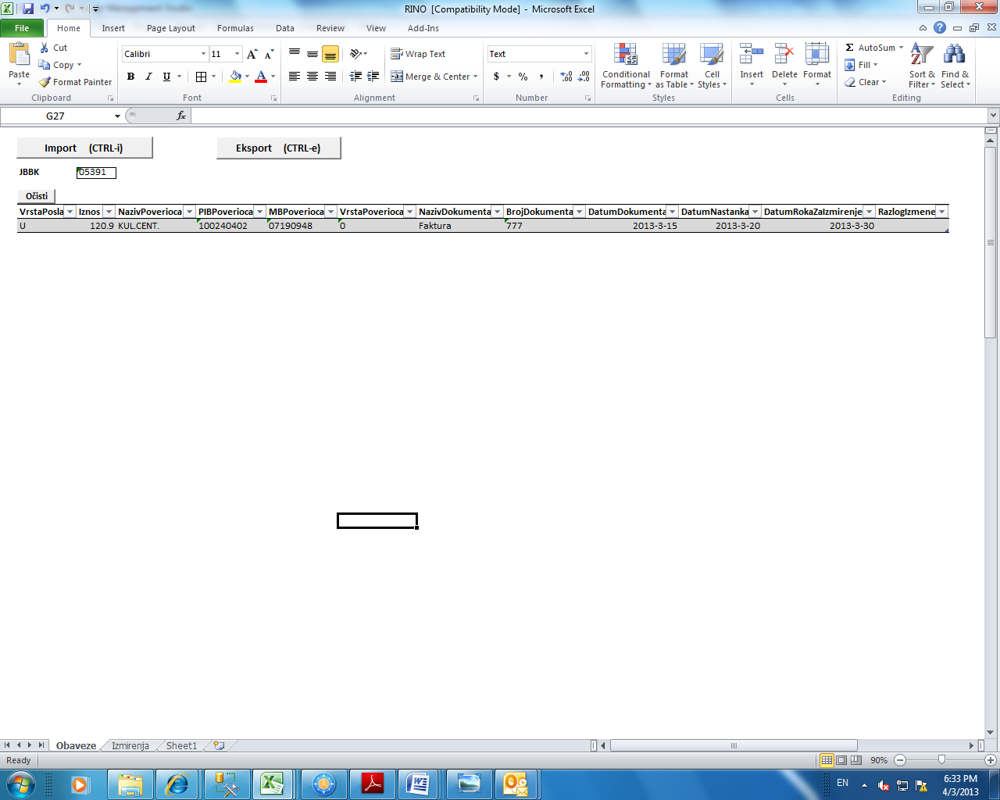 RINO [Compatibility Mode] - Microsoft Excel
File Home Insert Page Layout Formulas Data Review View Add-Ins
Paste Cut Copy Format Painter Clipboard
Calibri 11 B I U A A A Font
Wrap Text Merge & Center Alignment
Text $ % , .00 .0 Number
Conditional Formatting Format as Table Cell Styles Styles
Insert Delete Format Cells
Σ AutoSum Fill Clear Sort & Filter Find & Select Editing
G27 fx
Import (CTRL-i) Eksport (CTRL-e)
JBBK 05391
Očisti
VrstaPosla Iznos NazivPoverioca PIBPoverioca MBPoverioca VrstaPoverioca NazivDokumenta BrojDokumenta DatumDokumenta DatumNastanka DatumRokaZaIzmirenje RazlogIzmene
U 120.9 KUL.CENT. 100240402 07190948 0 Faktura 777 2013-3-15 2013-3-20 2013-3-30
Obaveze Izmirenja Sheet1
Ready 90%
EN 6:33 PM
4/3/2013